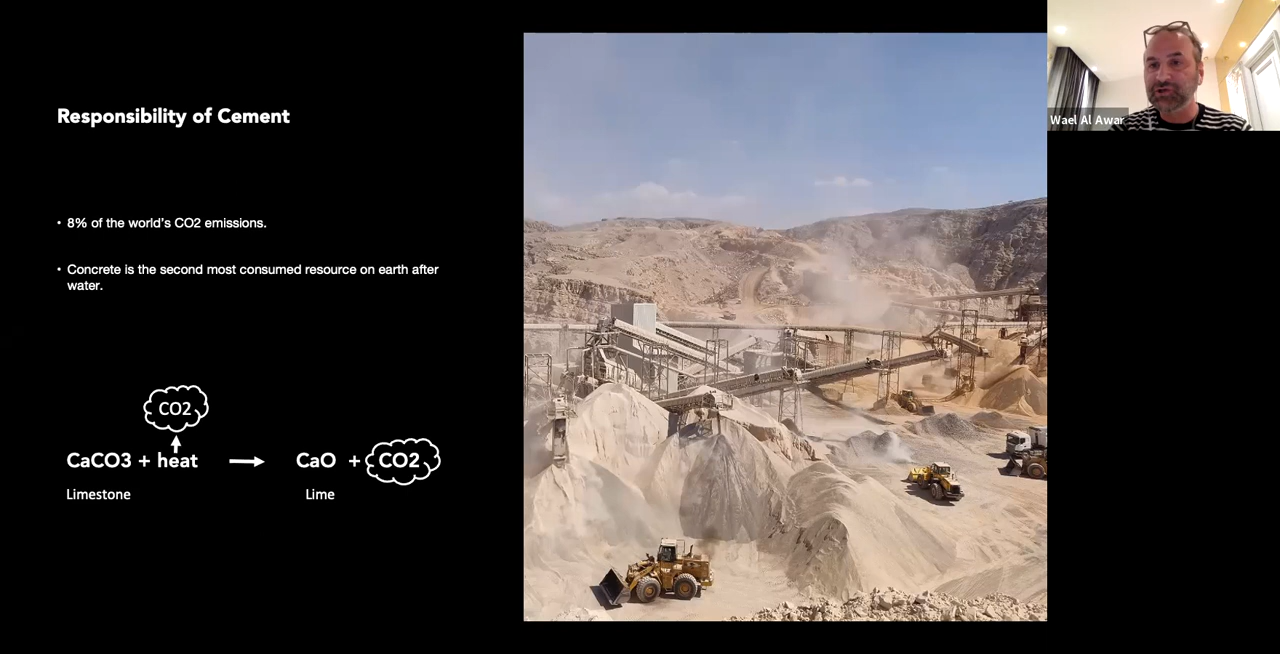 Responsibility of Cement
• 8% of the world's CO2 emissions.
• Concrete is the second most consumed resource on earth after
water.
CO2
CaCO3 + heat → CaO + CO2
Limestone Lime
Wael Al Awar